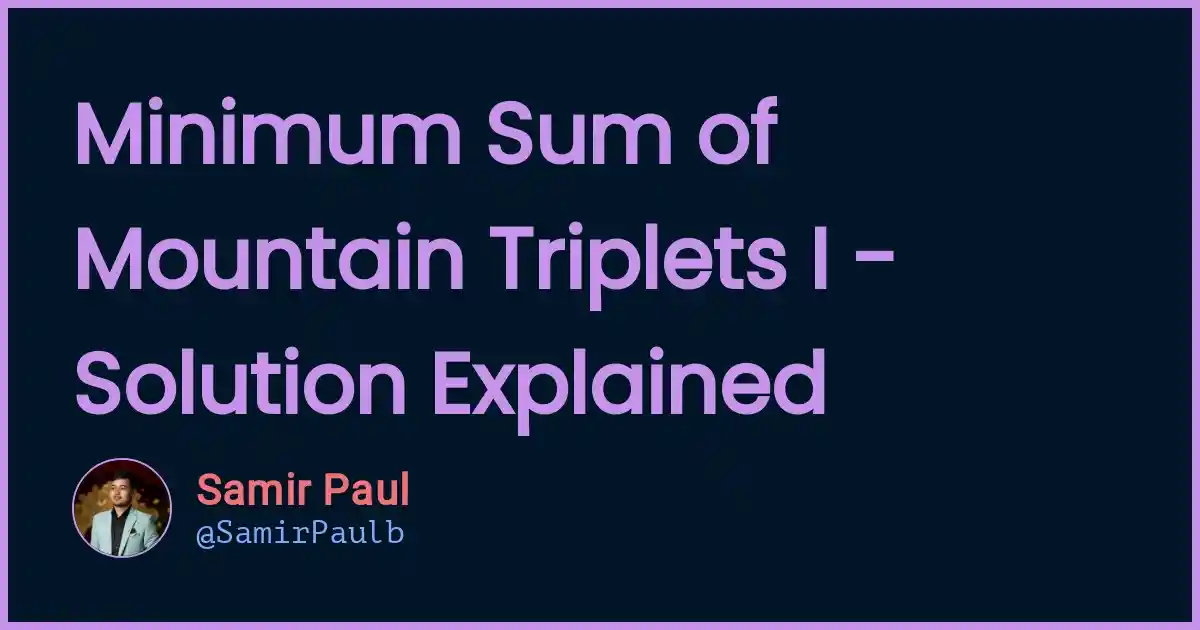 Minimum Sum of
Mountain Triplets I -
Solution Explained
Samir Paul
@SamirPaulb